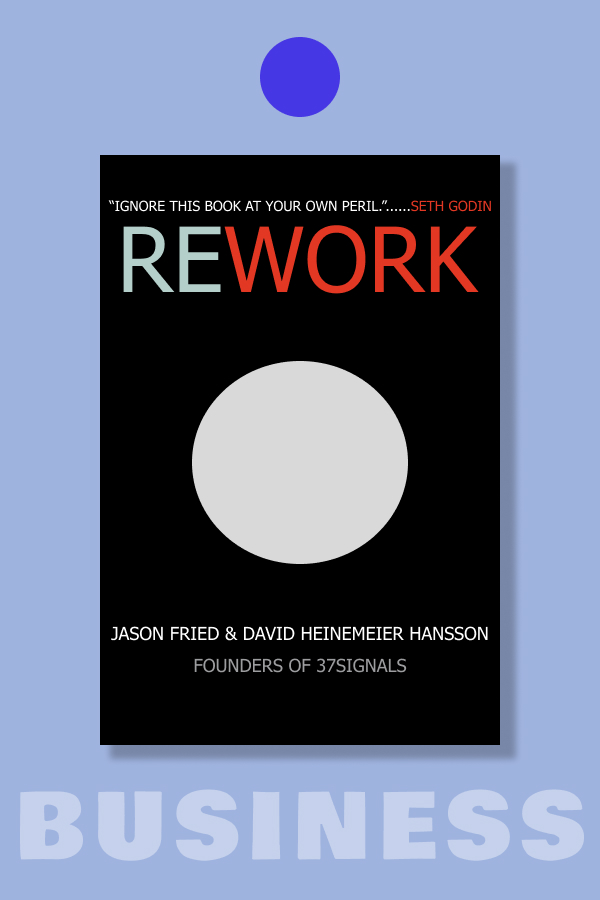 “IGNORE THIS BOOK AT YOUR OWN PERIL.”......SETH GODIN
REWORK
JASON FRIED & DAVID HEINEMEIER HANSSON
FOUNDERS OF 37SIGNALS
BUSINESS